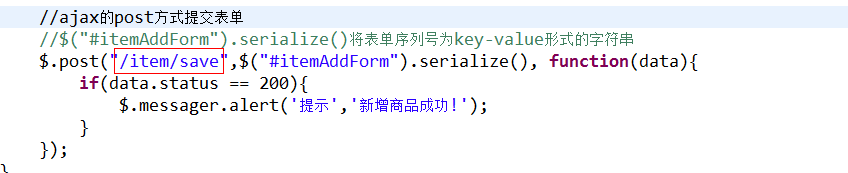 //ajax的post方式提交表单
//$("#itemAddForm").serialize()将表单序列号为key-value形式的字符串
$.post("/item/save",$("#itemAddForm").serialize(), function(data){
if(data.status == 200){
$.messager.alert('提示','新增商品成功!');
}
});
}